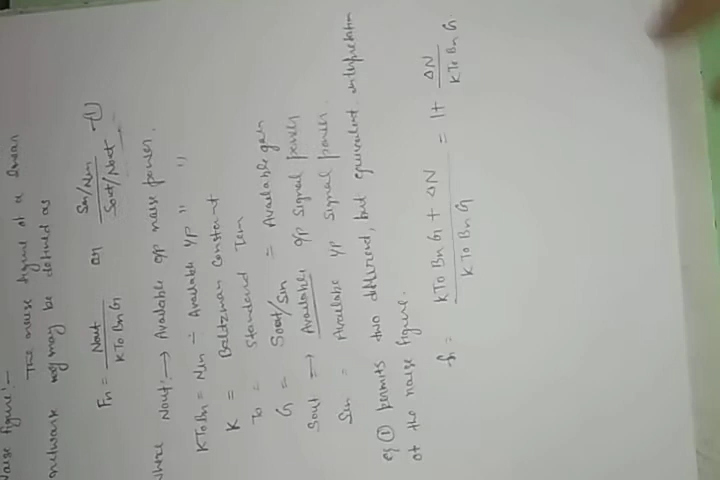 Noise figure:-
The noise figure of a linear
network may be defined as
Fn = Nout / KToBnG or Sin/Nin / Sout/Nout —(1)
Where Nout → Available o/p noise power.
KToBn = Nin = Available i/p " "
K = Baltzman Constant
To = Standard Tem
G = Sout/Sin = Available gain
Sout → Available o/p signal power
Sin = Available i/p signal power.
eq (1) permits two different, but equivalent interpretation
of the noise figure.
fn = KToBnG + ΔN / KToBnG = 1 + ΔN / KToBnG